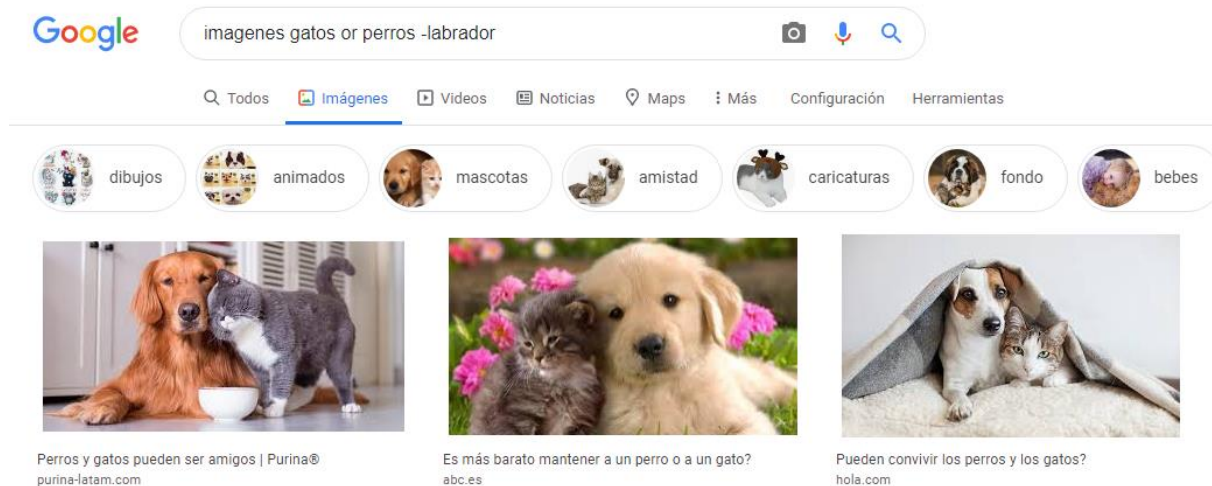 Google
imagenes gatos or perros -labrador
Todos Imágenes Videos Noticias Maps Más Configuración Herramientas
dibujos animados mascotas amistad caricaturas fondo bebes
Perros y gatos pueden ser amigos | Purina®
purina-latam.com
Es más barato mantener a un perro o a un gato?
abc.es
Pueden convivir los perros y los gatos?
hola.com